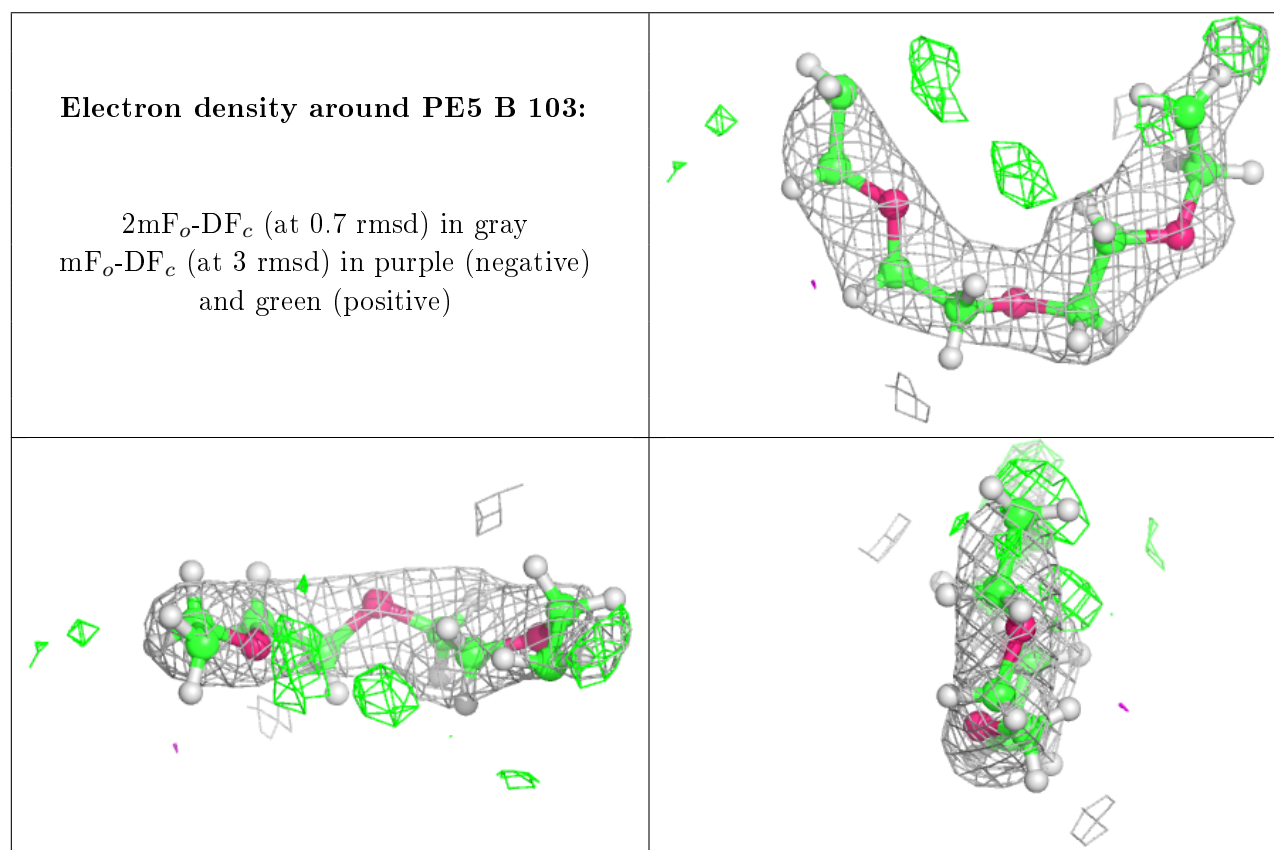 Electron density around PE5 B 103:
2mFₒ-DF𝒸 (at 0.7 rmsd) in gray
mFₒ-DF𝒸 (at 3 rmsd) in purple (negative)
and green (positive)